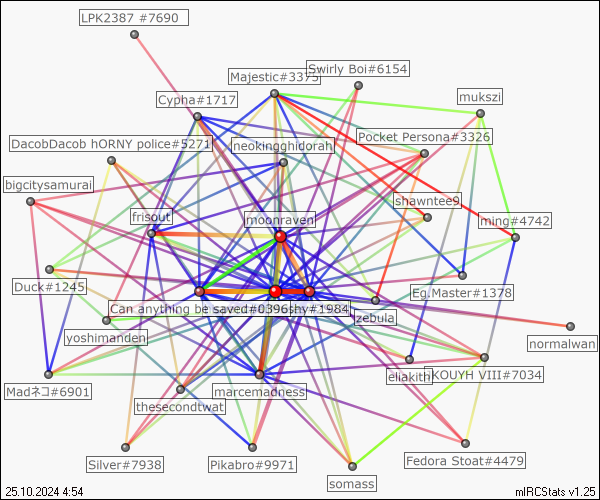 LPK2387 #7690
Swirly Boi#6154
Majestic#3375
Cypha#1717
mukszi
Pocket Persona#3326
DacobDacob hORNY police#5271
neokingghidorah
bigcitysamurai
shawntee9
frisout
moonraven
ming#4742
Duck#1245
Eg.Master#1378
Can anything be saved#0396
shy#1984
zebula
yoshimanden
normalwan
eliakith
KOUYH VIII#7034
Madネコ#6901
marcemadness
thesecondtwat
Silver#7938
Pikabro#9971
Fedora Stoat#4479
somass
25.10.2024 4:54
mIRCStats v1.25